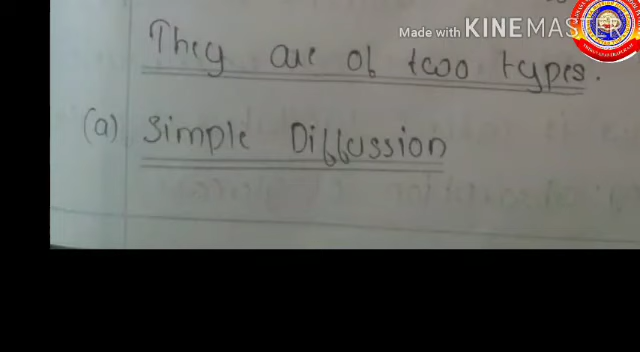 Made with KINEMASTER
They are of two types.
(a) Simple Diffussion